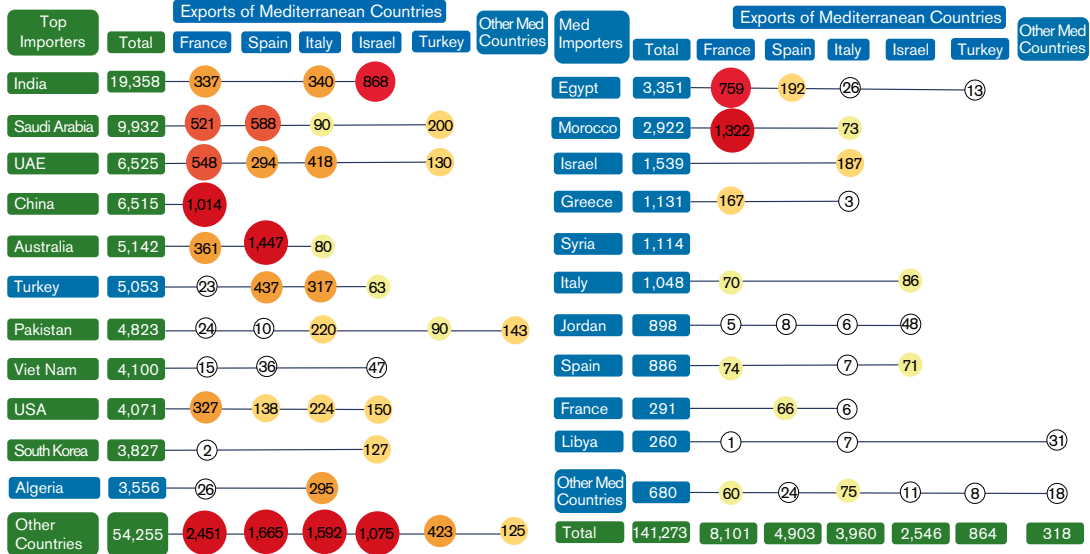 Top
Importers
Total
Exports of Mediterranean Countries
France Spain Italy Israel Turkey
Other Med
Countries
India 19,358 337 340 868
Saudi Arabia 9,932 521 588 90 200
UAE 6,525 548 294 418 130
China 6,515 1,014
Australia 5,142 361 1,447 80
Turkey 5,053 23 437 317 63
Pakistan 4,823 24 10 220 90 143
Viet Nam 4,100 15 36 47
USA 4,071 327 138 224 150
South Korea 3,827 2 127
Algeria 3,556 26 295
Other
Countries
54,255 2,451 1,665 1,592 1,075 423 125
Med
Importers
Total
Exports of Mediterranean Countries
France Spain Italy Israel Turkey
Other Med
Countries
Egypt 3,351 759 192 26 13
Morocco 2,922 1,322 73
Israel 1,539 187
Greece 1,131 167 3
Syria 1,114
Italy 1,048 70 86
Jordan 898 5 8 6 48
Spain 886 74 7 71
France 291 66 6
Libya 260 1 7 31
Other Med
Countries
680 60 24 75 11 8 18
Total 141,273 8,101 4,903 3,960 2,546 864 318